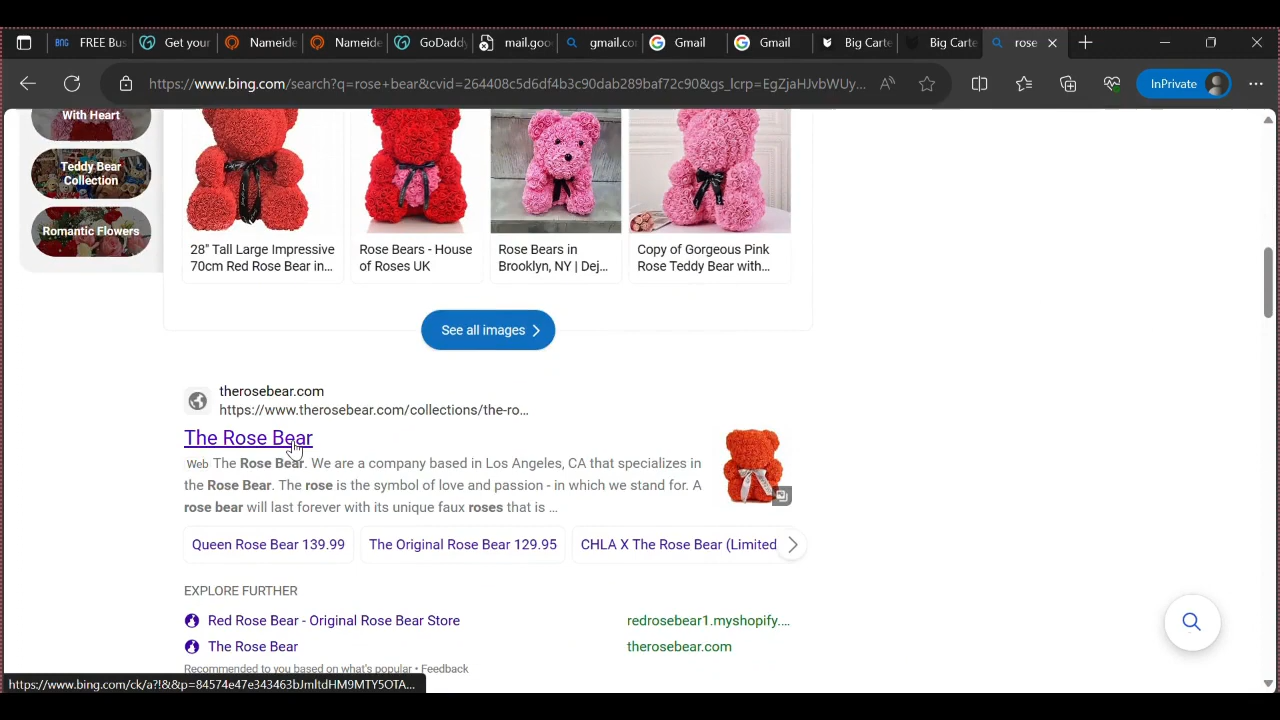 BNG FREE Bus
Get your
Nameide
Nameide
GoDaddy
mail.goo
gmail.co
Gmail
Gmail
Big Carte
Big Carte
rose
https://www.bing.com/search?q=rose+bear&cvid=264408c5d6df4b3c90dab289baf72c90&gs_lcrp=EgZjaHJvbWUy...
InPrivate
With Heart
Teddy Bear
Collection
Romantic Flowers
28" Tall Large Impressive
70cm Red Rose Bear in...
Rose Bears - House
of Roses UK
Rose Bears in
Brooklyn, NY | Dej...
Copy of Gorgeous Pink
Rose Teddy Bear with...
See all images
therosebear.com
https://www.therosebear.com/collections/the-ro...
The Rose Bear
Web The Rose Bear. We are a company based in Los Angeles, CA that specializes in
the Rose Bear. The rose is the symbol of love and passion - in which we stand for. A
rose bear will last forever with its unique faux roses that is ...
Queen Rose Bear 139.99
The Original Rose Bear 129.95
CHLA X The Rose Bear (Limited
EXPLORE FURTHER
Red Rose Bear - Original Rose Bear Store
redrosebear1.myshopify....
The Rose Bear
therosebear.com
Recommended to you based on what's popular • Feedback
https://www.bing.com/ck/a?!&&p=84574e47e343463bJmltdHM9MTY5OTA...